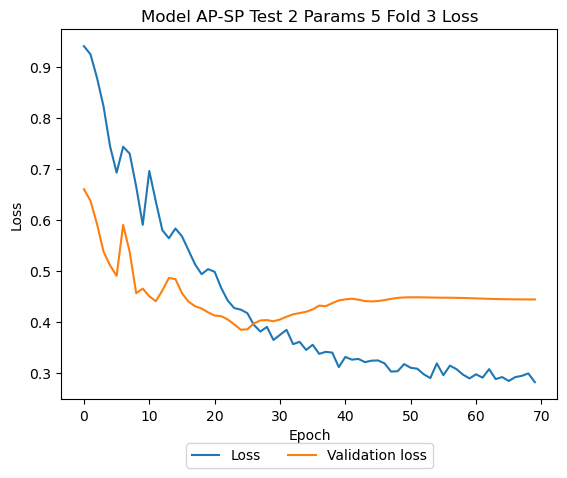 Model AP-SP Test 2 Params 5 Fold 3 Loss
Loss
0.9
0.8
0.7
0.6
0.5
0.4
0.3
0 10 20 30 40 50 60 70
Epoch
Loss Validation loss